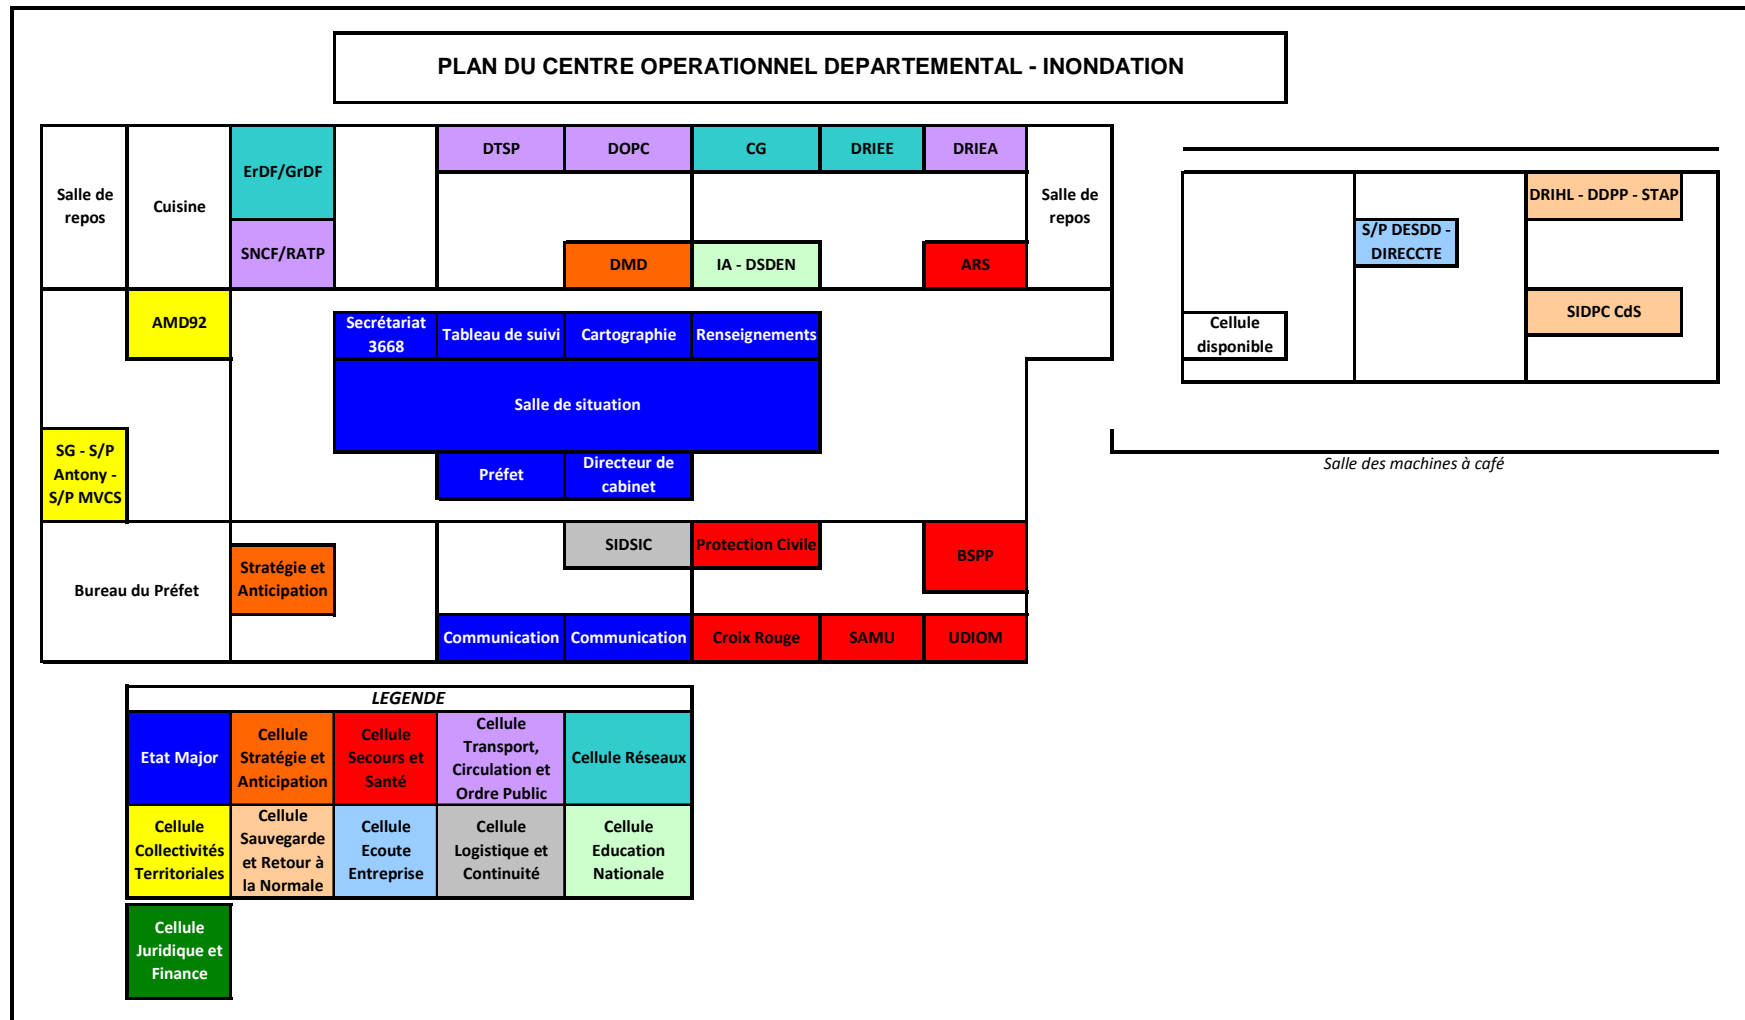 PLAN DU CENTRE OPERATIONNEL DEPARTEMENTAL - INONDATION
Salle de
repos
Cuisine
ErDF/GrDF
SNCF/RATP
DTSP
DOPC
CG
DRIEE
DRIEA
DMD
IA - DSDEN
ARS
Salle de
repos
DRIHL - DDPP - STAP
S/P DESDD -
DIRECCTE
SIDPC CdS
Cellule
disponible
Salle des machines à café
AMD92
Secrétariat
3668
Tableau de suivi
Cartographie
Renseignements
Salle de situation
Préfet
Directeur de
cabinet
SG - S/P
Antony -
S/P MVCS
Bureau du Préfet
Stratégie et
Anticipation
SIDSIC
Protection Civile
BSPP
Communication
Communication
Croix Rouge
SAMU
UDIOM
LEGENDE
Etat Major
Cellule
Stratégie et
Anticipation
Cellule
Secours et
Santé
Cellule
Transport,
Circulation et
Ordre Public
Cellule Réseaux
Cellule
Collectivités
Territoriales
Cellule
Sauvegarde
et Retour à
la Normale
Cellule
Ecoute
Entreprise
Cellule
Logistique et
Continuité
Cellule
Education
Nationale
Cellule
Juridique et
Finance